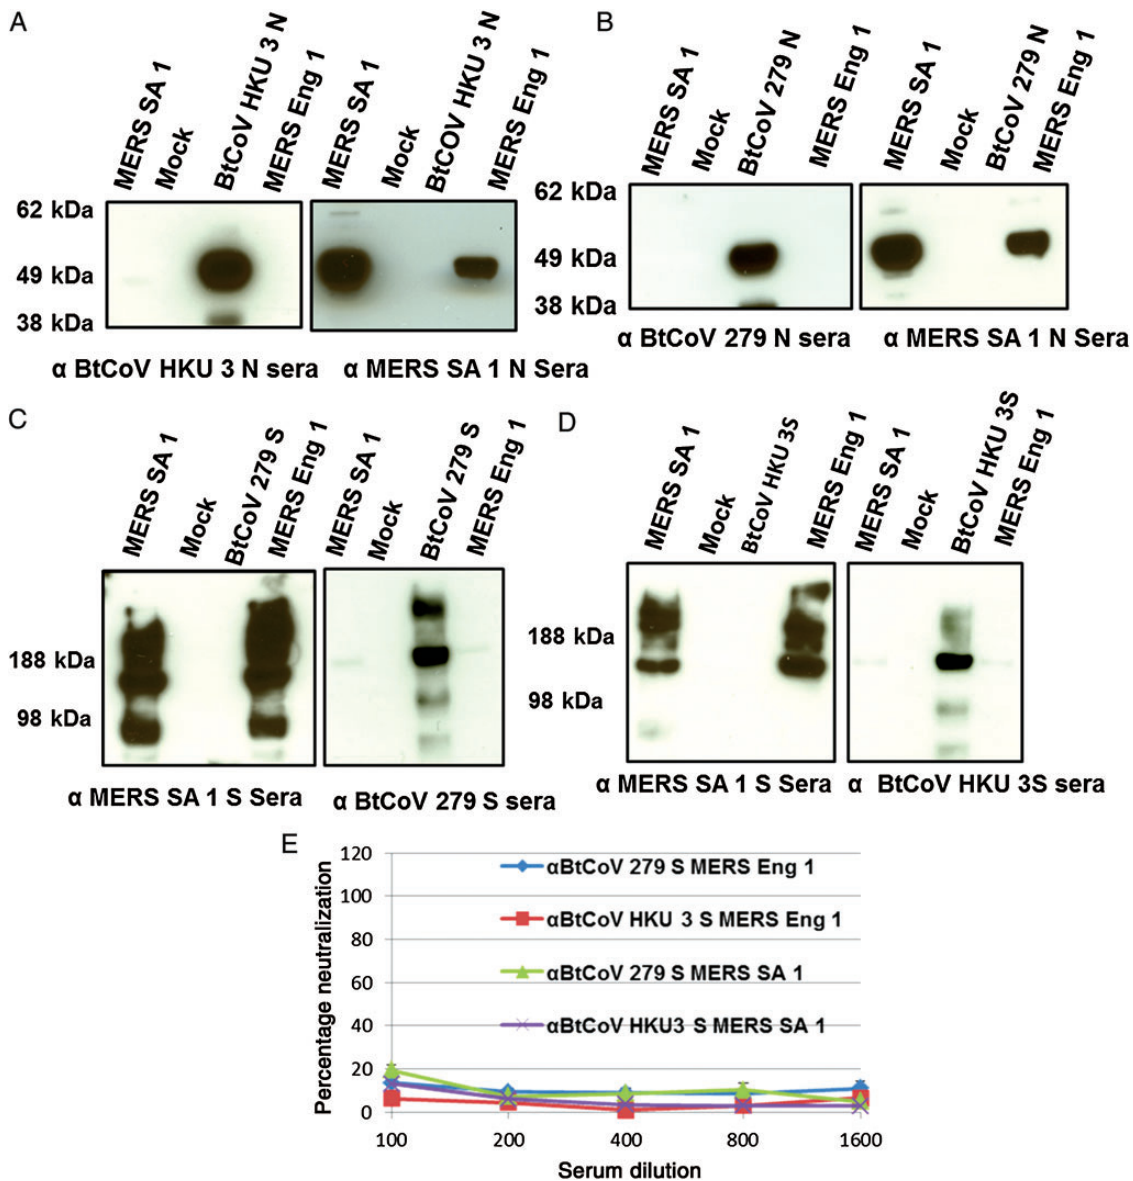 A
MERS SA 1
Mock
BtCoV HKU 3 N
MERS Eng 1
MERS SA 1
Mock
BtCOV HKU 3 N
MERS Eng 1
62 kDa
49 kDa
38 kDa
α BtCoV HKU 3 N sera
α MERS SA 1 N Sera
B
MERS SA 1
Mock
BtCoV 279 N
MERS Eng 1
MERS SA 1
Mock
BtCoV 279 N
MERS Eng 1
62 kDa
49 kDa
38 kDa
α BtCoV 279 N sera
α MERS SA 1 N Sera
C
MERS SA 1
Mock
BtCoV 279 S
MERS Eng 1
MERS SA 1
Mock
BtCoV 279 S
MERS Eng 1
188 kDa
98 kDa
α MERS SA 1 S Sera
α BtCoV 279 S sera
D
MERS SA 1
Mock
BtCoV HKU 3S
MERS Eng 1
MERS SA 1
Mock
BtCoV HKU 3S
MERS Eng 1
188 kDa
98 kDa
α MERS SA 1 S Sera
α BtCoV HKU 3S sera
E
Percentage neutralization
120
100
80
60
40
20
0
αBtCoV 279 S MERS Eng 1
αBtCoV HKU 3 S MERS Eng 1
αBtCoV 279 S MERS SA 1
αBtCoV HKU3 S MERS SA 1
100 200 400 800 1600
Serum dilution